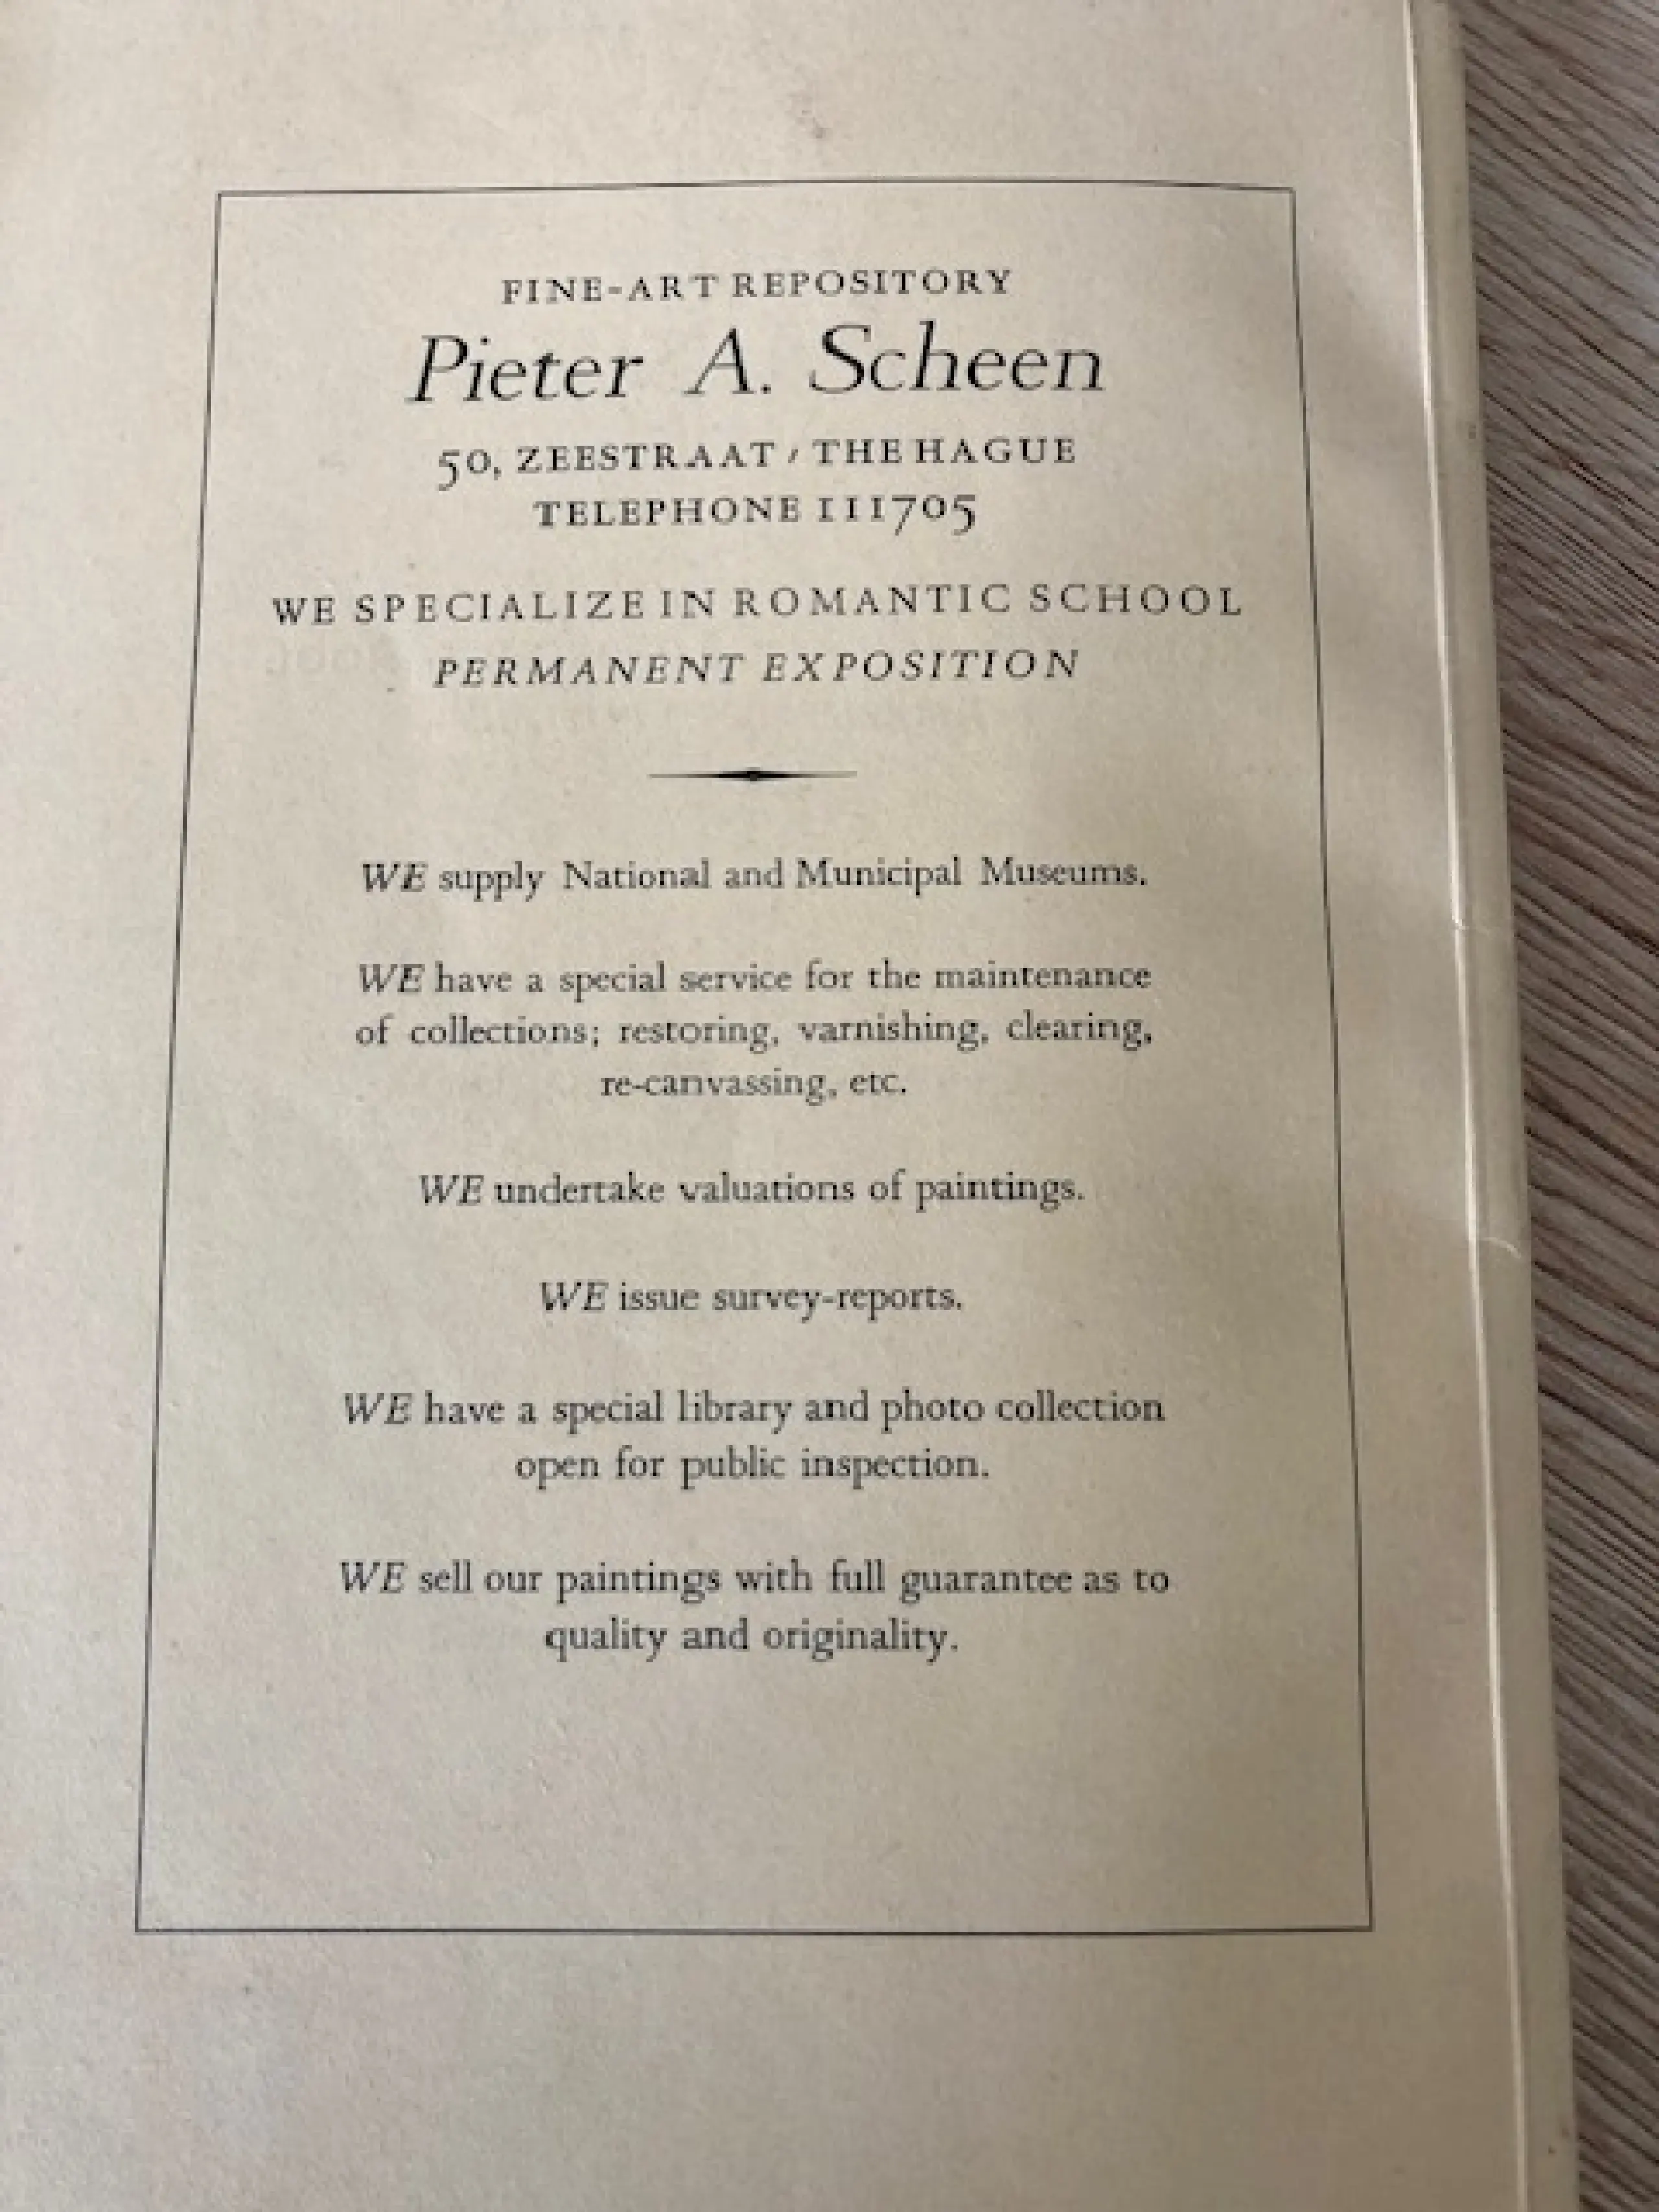 FINE-ART REPOSITORY
Pieter A. Scheen
50, ZEESTRAAT, THE HAGUE
TELEPHONE 111705
WE SPECIALIZE IN ROMANTIC SCHOOL
PERMANENT EXPOSITION
WE supply National and Municipal Museums.
WE have a special service for the maintenance
of collections; restoring, varnishing, clearing,
re-canvassing, etc.
WE undertake valuations of paintings.
WE issue survey-reports.
WE have a special library and photo collection
open for public inspection.
WE sell our paintings with full guarantee as to
quality and originality.